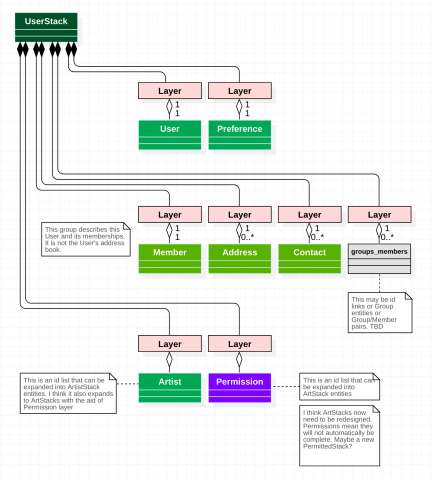 UserStack
Layer
Layer
1
1
1
1
User
Preference
Layer
Layer
Layer
Layer
This group describes this
User and its memberships.
It is not the User's address
book.
1
1
1
0..*
1
0..*
1
0..*
Member
Address
Contact
groups_members
This may be id
links or Group
entities or
Group/Member
pairs. TBD
Layer
Layer
This is an id list that can be
expanded into ArtistStack
entities. I think it also expands
to ArtStacks with the aid of
Permission layer
Artist
Permission
This is an id list that can be
expanded into
ArtStack entities
I think ArtStacks now
need to be redesigned.
Permissions mean they
will not automatically be
complete. Maybe a new
PermittedStack?